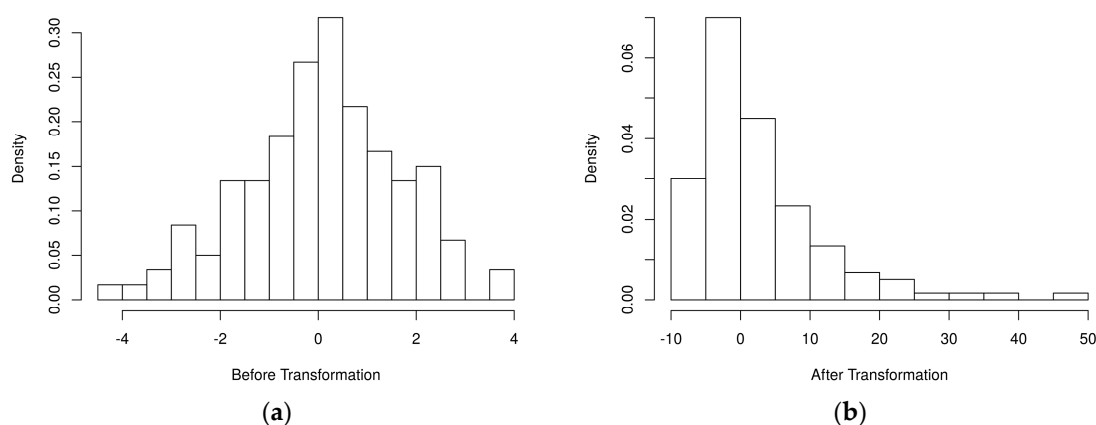 Density
0.00 0.05 0.10 0.15 0.20 0.25 0.30
-4 -2 0 2 4
Before Transformation
(a)
Density
0.00 0.02 0.04 0.06
-10 0 10 20 30 40 50
After Transformation
(b)